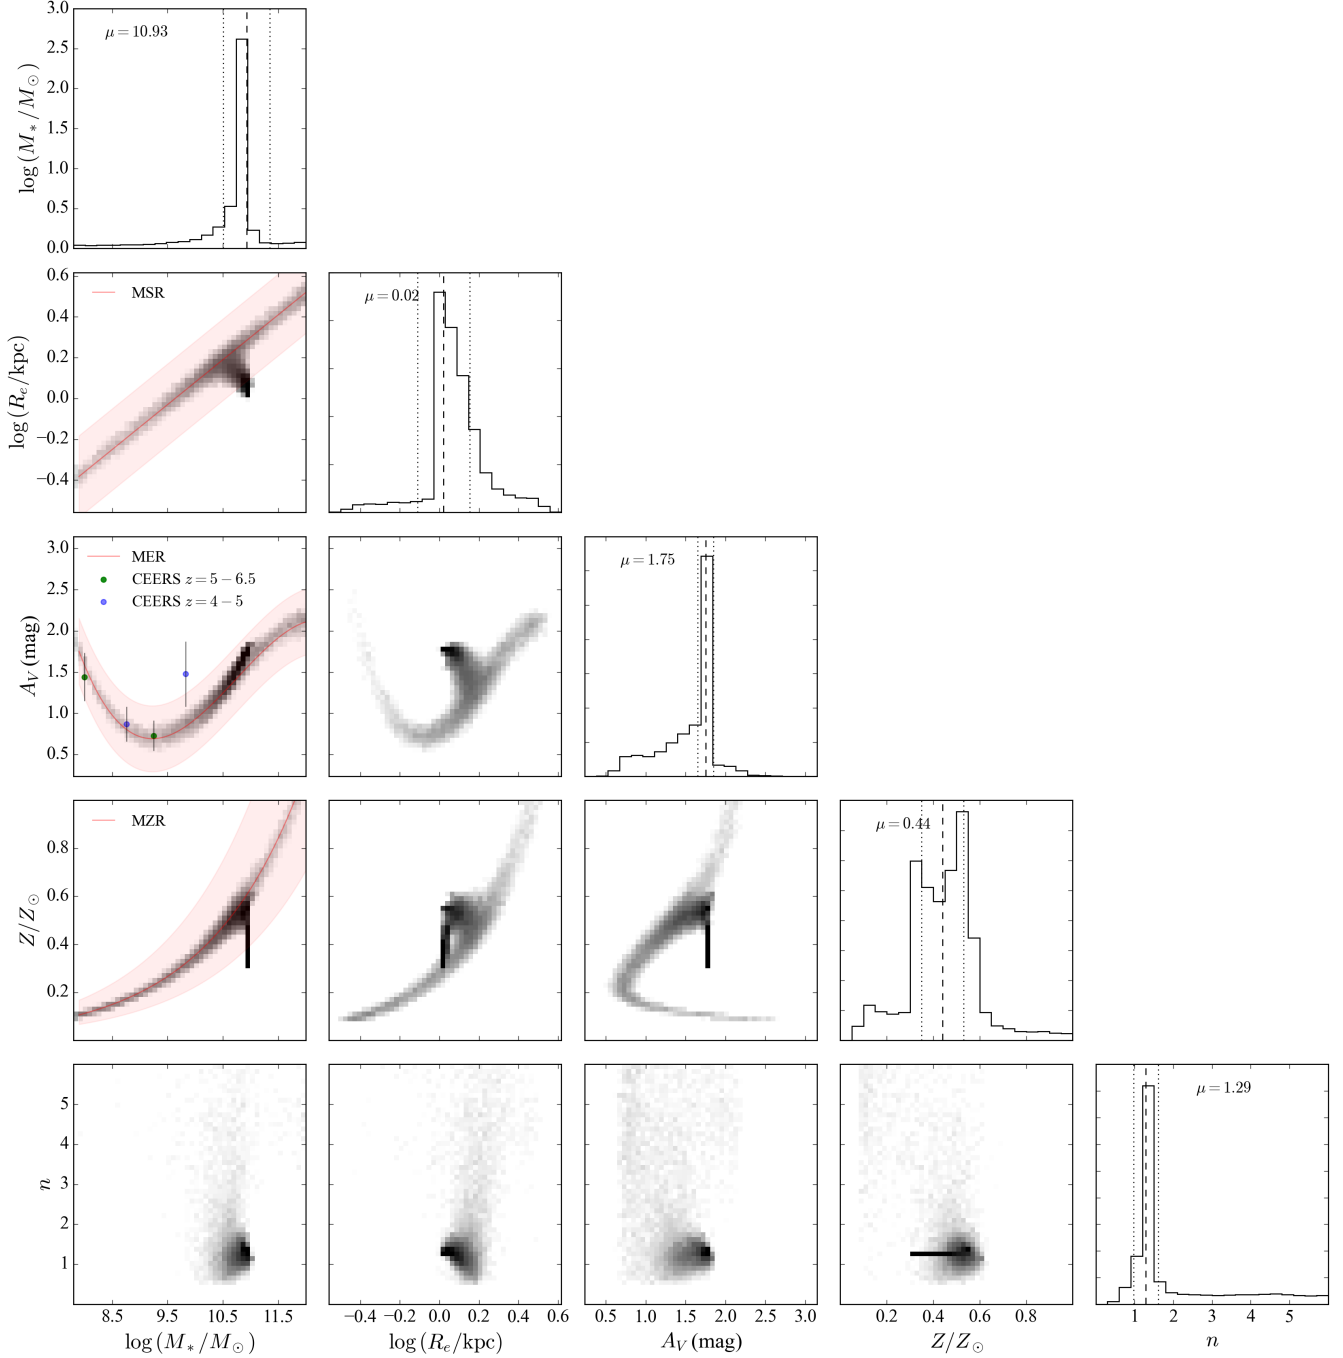 3.0
2.5
2.0
1.5
1.0
0.5
0.0
log (M∗/M⊙)
μ = 10.93
0.6
0.4
0.2
0.0
−0.2
−0.4
log (Re/kpc)
MSR
μ = 0.02
3.0
2.5
2.0
1.5
1.0
0.5
AV (mag)
MER
CEERS z = 5 − 6.5
CEERS z = 4 − 5
μ = 1.75
0.8
0.6
0.4
0.2
Z/Z⊙
MZR
μ = 0.44
5
4
3
2
1
n
μ = 1.29
8.5 9.5 10.5 11.5
log (M∗/M⊙)
−0.4 −0.2 0.0 0.2 0.4 0.6
log (Re/kpc)
0.5 1.0 1.5 2.0 2.5 3.0
AV (mag)
0.2 0.4 0.6 0.8
Z/Z⊙
1 2 3 4 5
n